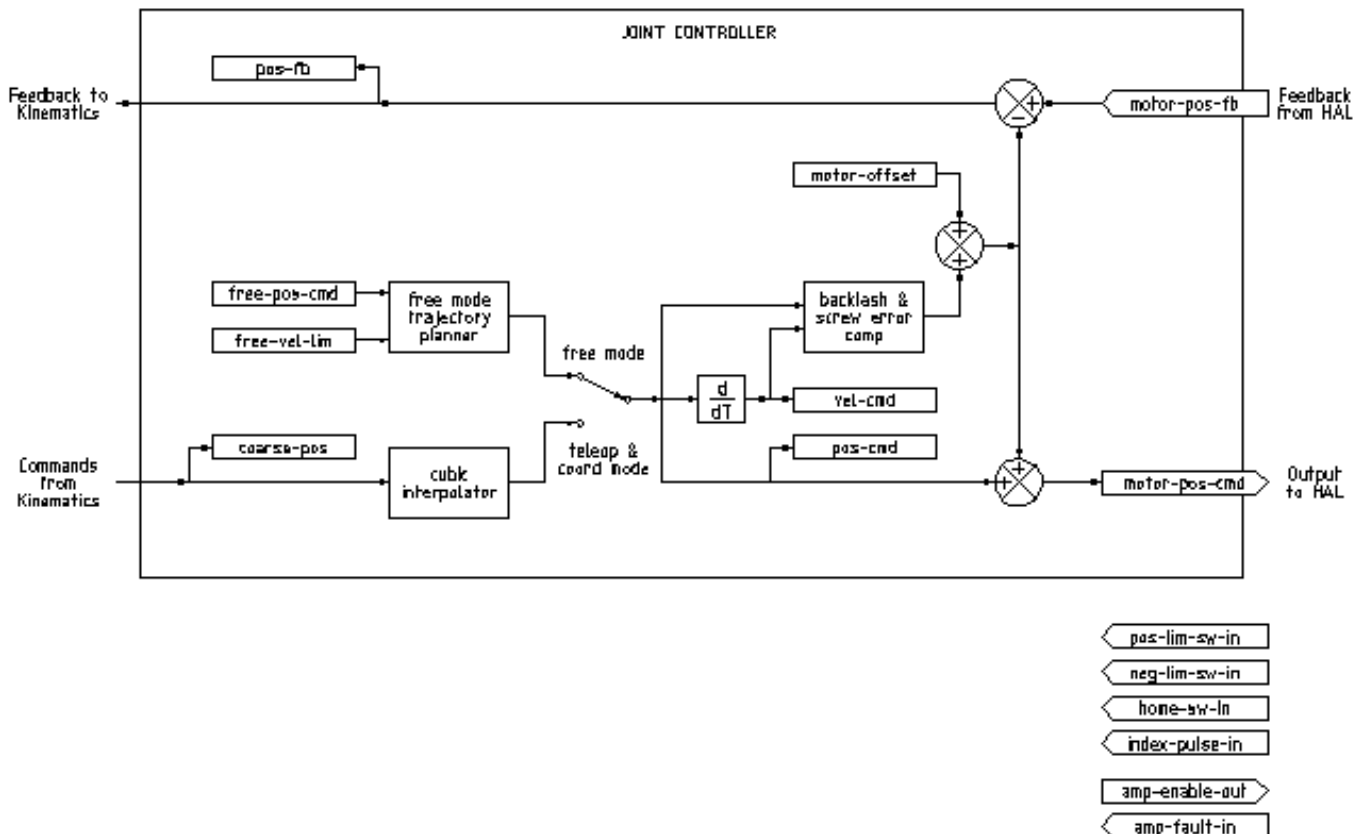 JOINT CONTROLLER
pos-fb
Feedback to
Kinematics
+
-
motor-pos-fb
Feedback
from HAL
motor-offset
+
+
free-pos-cmd
free-vel-lim
free mode
trajectory
planner
backlash &
screw error
comp
free mode
d
dT
vel-cmd
coarse-pos
teleop &
coord mode
pos-cmd
Commands
from
Kinematics
cubic
interpolator
+
+
motor-pos-cmd
Output
to HAL
pos-lim-sw-in
neg-lim-sw-in
home-sw-in
index-pulse-in
amp-enable-out
amp-fault-in